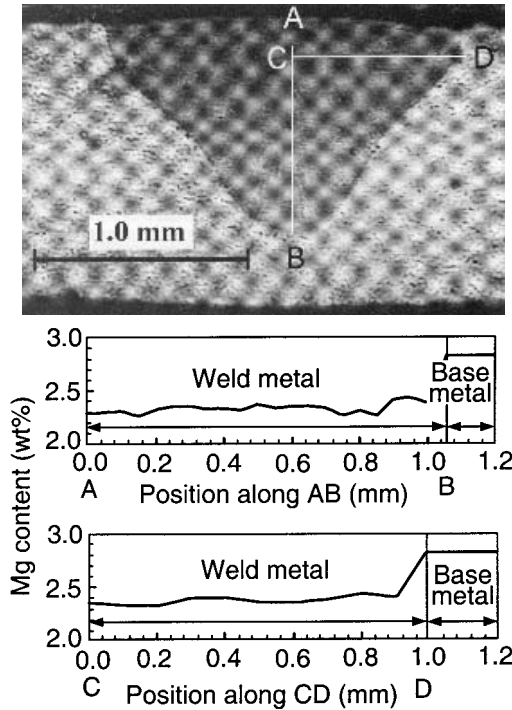 A
C D
1.0 mm
B
Mg content (wt%)
3.0
2.5
2.0
Weld metal
Base
metal
0.0 0.2 0.4 0.6 0.8 1.0 1.2
A Position along AB (mm) B
3.0
2.5
2.0
Weld metal
Base
metal
0.0 0.2 0.4 0.6 0.8 1.0 1.2
C Position along CD (mm) D